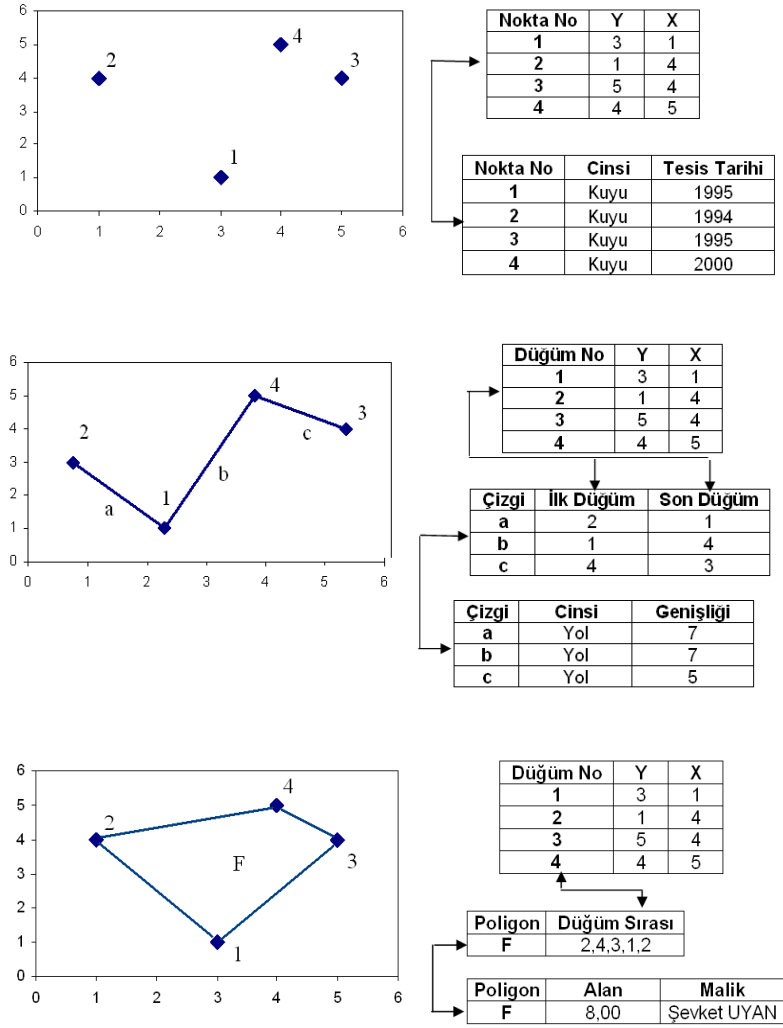 6
5
4
3
2
1
0
0 1 2 3 4 5 6
2
4
3
1
Nokta No Y X
1 3 1
2 1 4
3 5 4
4 4 5
Nokta No Cinsi Tesis Tarihi
1 Kuyu 1995
2 Kuyu 1994
3 Kuyu 1995
4 Kuyu 2000
6
5
4
3
2
1
0
0 1 2 3 4 5 6
2
1
4
3
a
b
c
Düğüm No Y X
1 3 1
2 1 4
3 5 4
4 4 5
Çizgi İlk Düğüm Son Düğüm
a 2 1
b 1 4
c 4 3
Çizgi Cinsi Genişliği
a Yol 7
b Yol 7
c Yol 5
6
5
4
3
2
1
0
0 1 2 3 4 5 6
2
4
3
1
F
Düğüm No Y X
1 3 1
2 1 4
3 5 4
4 4 5
Poligon Düğüm Sırası
F 2,4,3,1,2
Poligon Alan Malik
F 8,00 Şevket UYAN